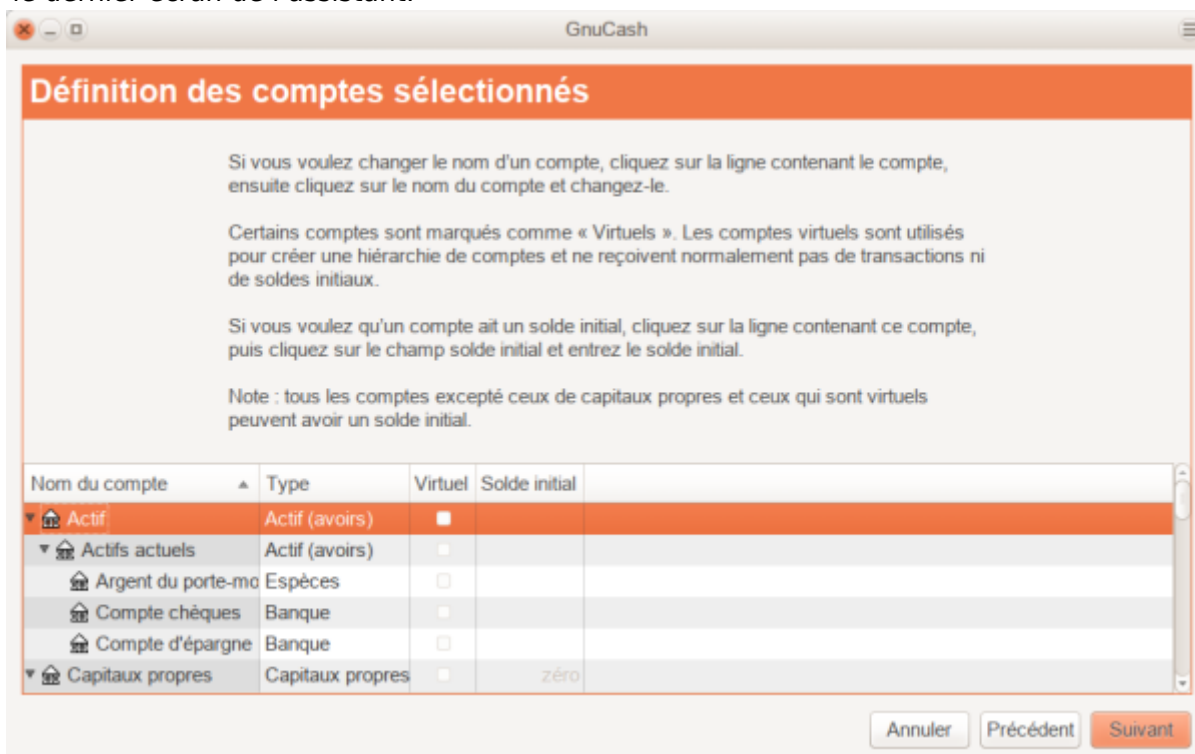 le dernier écran de l'assistant.
GnuCash
Définition des comptes sélectionnés
Si vous voulez changer le nom d'un compte, cliquez sur la ligne contenant le compte,
ensuite cliquez sur le nom du compte et changez-le.
Certains comptes sont marqués comme « Virtuels ». Les comptes virtuels sont utilisés
pour créer une hiérarchie de comptes et ne reçoivent normalement pas de transactions ni
de soldes initiaux.
Si vous voulez qu'un compte ait un solde initial, cliquez sur la ligne contenant ce compte,
puis cliquez sur le champ solde initial et entrez le solde initial.
Note : tous les comptes excepté ceux de capitaux propres et ceux qui sont virtuels
peuvent avoir un solde initial.
Nom du compte Type Virtuel Solde initial
Actif Actif (avoirs)
Actifs actuels Actif (avoirs)
Argent du porte-mo Espèces
Compte chèques Banque
Compte d'épargne Banque
Capitaux propres Capitaux propres zéro
Annuler Précédent Suivant